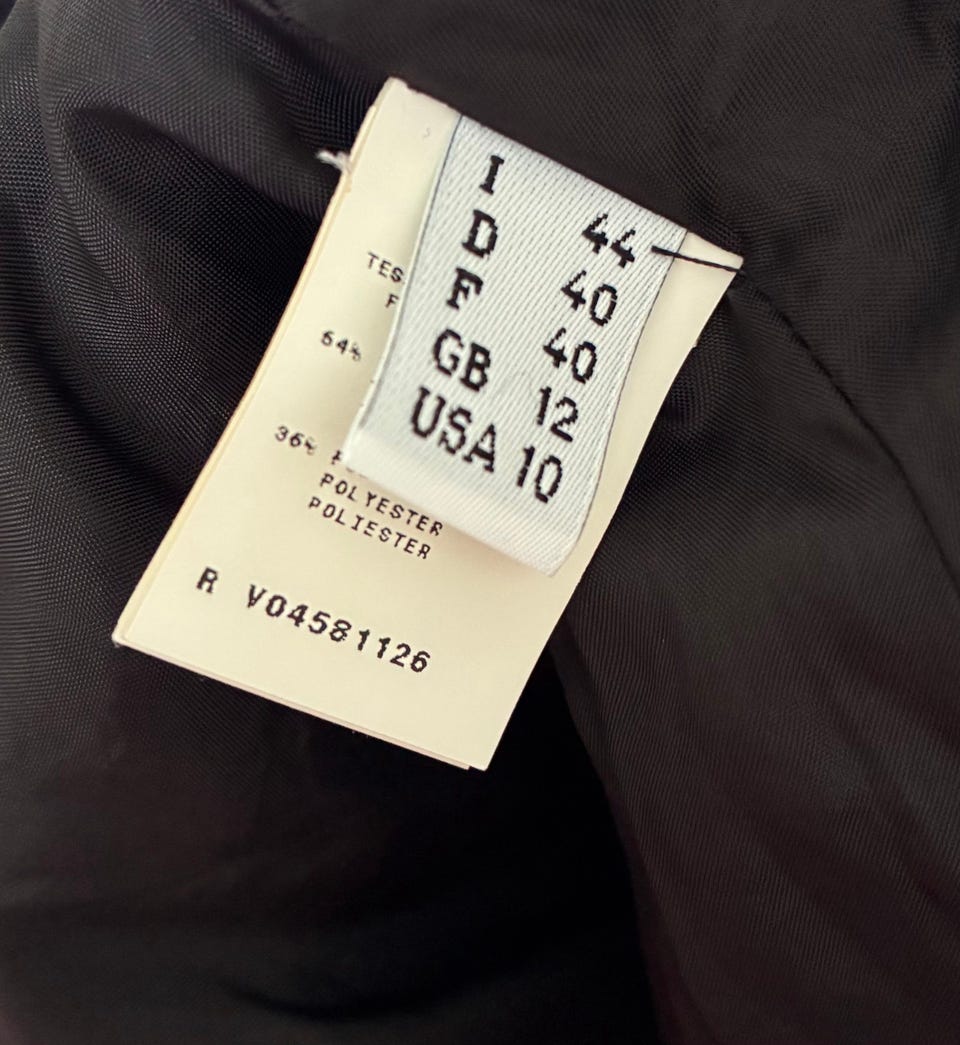 I 44
D 40
F 40
GB 12
USA 10
TES
F
64%
36% P
POLYESTER
POLIESTER
R V04581126